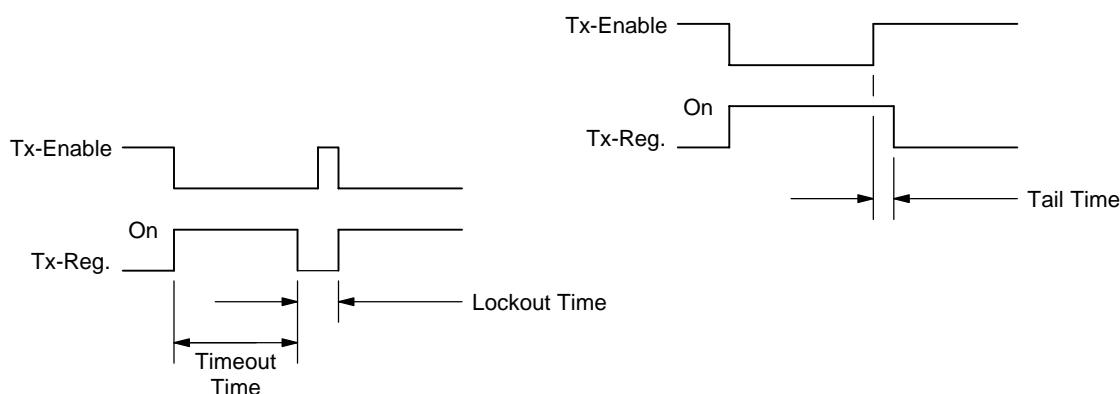 Tx-Enable
On
Tx-Reg.
Lockout Time
Timeout
Time
Tx-Enable
On
Tx-Reg.
Tail Time